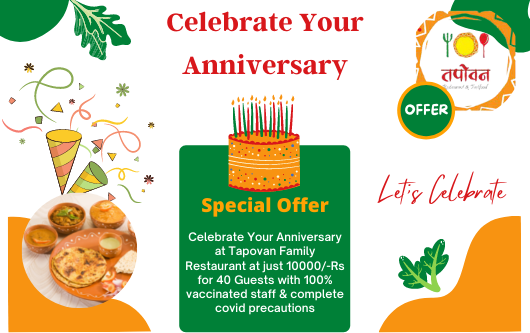 Celebrate Your
Anniversary
तपोवन
OFFER
Let's Celebrate
Special Offer
Celebrate Your Anniversary
at Tapovan Family
Restaurant at just 10000/-Rs
for 40 Guests with 100%
vaccinated staff & complete
covid precautions